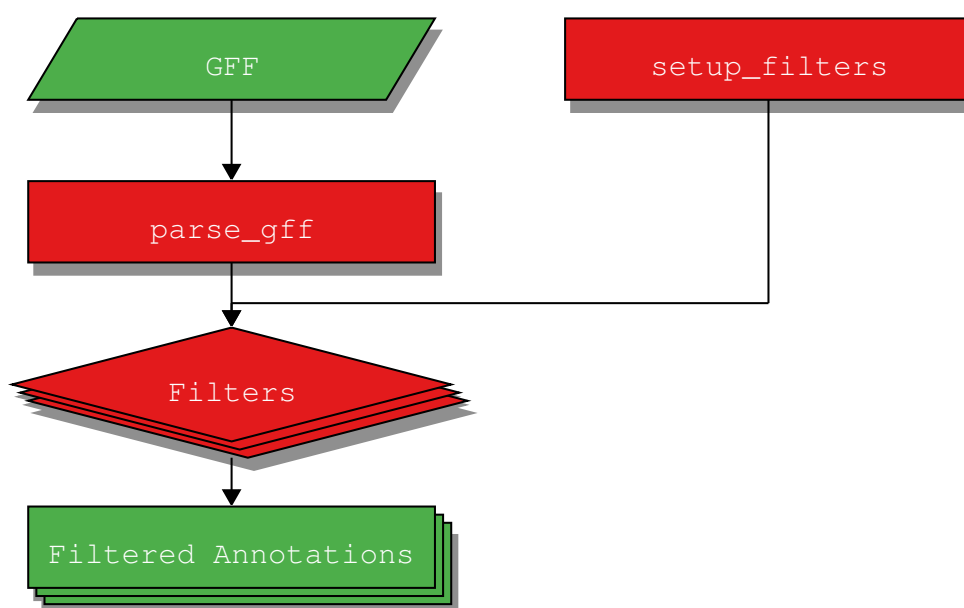 GFF
setup_filters
parse_gff
Filters
Filtered Annotations